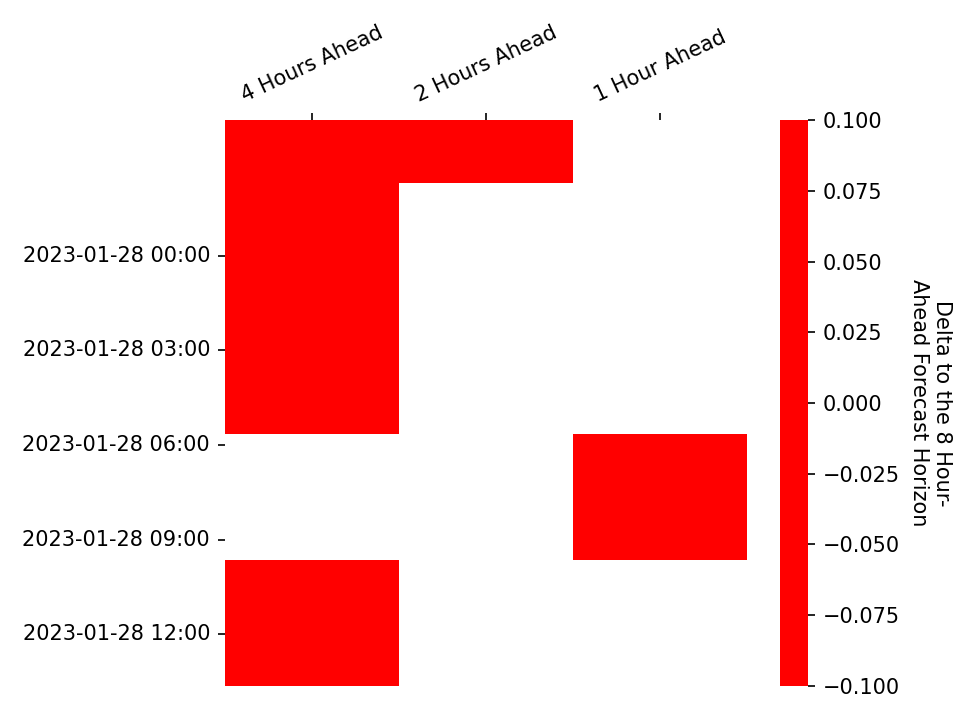 4 Hours Ahead
2 Hours Ahead
1 Hour Ahead
2023-01-28 00:00
2023-01-28 03:00
2023-01-28 06:00
2023-01-28 09:00
2023-01-28 12:00
0.100
0.075
0.050
0.025
0.000
−0.025
−0.050
−0.075
−0.100
Delta to the 8 Hour-
Ahead Forecast Horizon